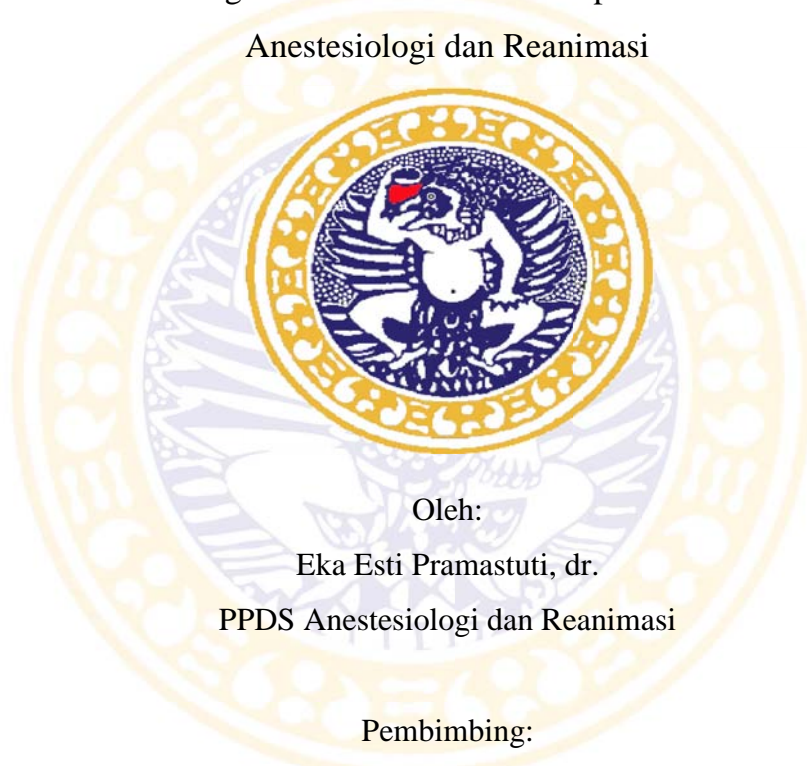 Anestesiologi dan Reanimasi
Oleh:
Eka Esti Pramastuti, dr.
PPDS Anestesiologi dan Reanimasi
Pembimbing: